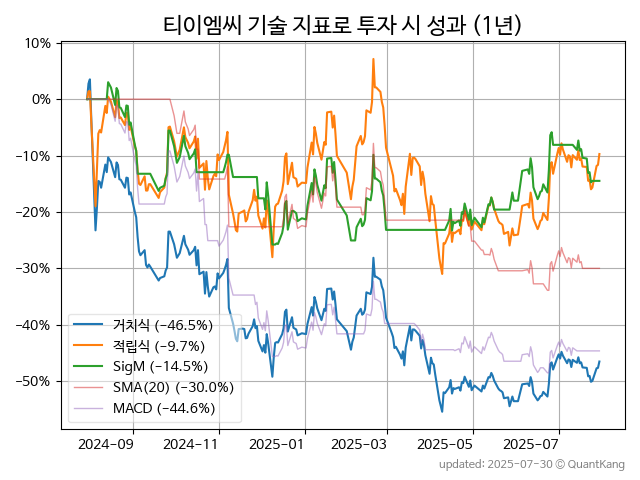 티이엠씨 기술 지표로 투자 시 성과 (1년)
10%
0%
−10%
−20%
−30%
−40%
−50%
거치식 (−46.5%)
적립식 (−9.7%)
SigM (−14.5%)
SMA(20) (−30.0%)
MACD (−44.6%)
2024-09
2024-11
2025-01
2025-03
2025-05
2025-07
updated: 2025-07-30 © QuantKang